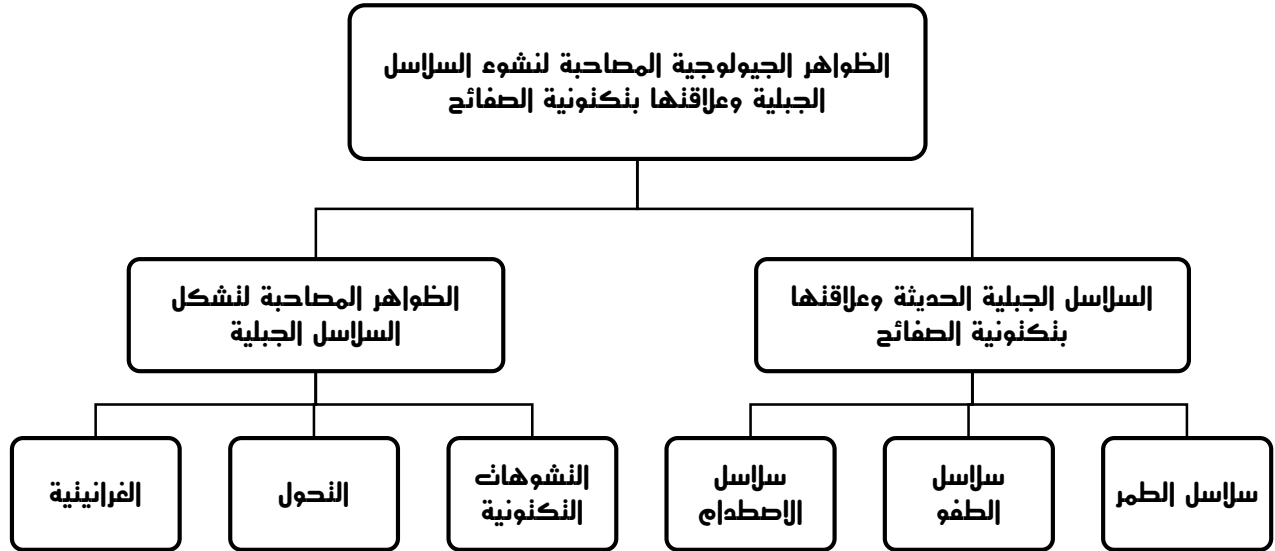 الظواهر الجيولوجية المصاحبة لنشوء السلاسل
الجبلية وعلاقتها بتكتونية الصفائح
السلاسل الجبلية الحديثة وعلاقتها
بتكتونية الصفائح
الظواهر المصاحبة لتشكل
السلاسل الجبلية
سلاسل الطمر
سلاسل
الطفو
سلاسل
الاصطدام
التشوهات
التكتونية
التحول
الغرانيتية